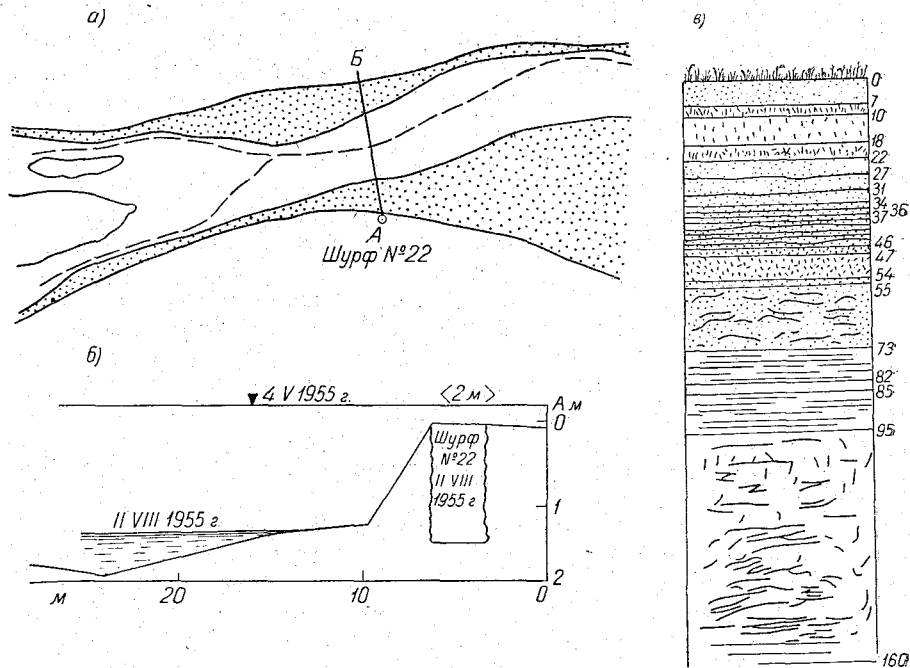 а)
Б
А
Шурф №22
б)
4 V 1955 г.
<2 м>
А м
0
Шурф
№22
II VIII
1955 г
1
II VIII 1955 г.
2
м
20
10
0
в)
0
7
10
18
22
27
31
34
36
37
46
47
54
55
73
82
85
95
160